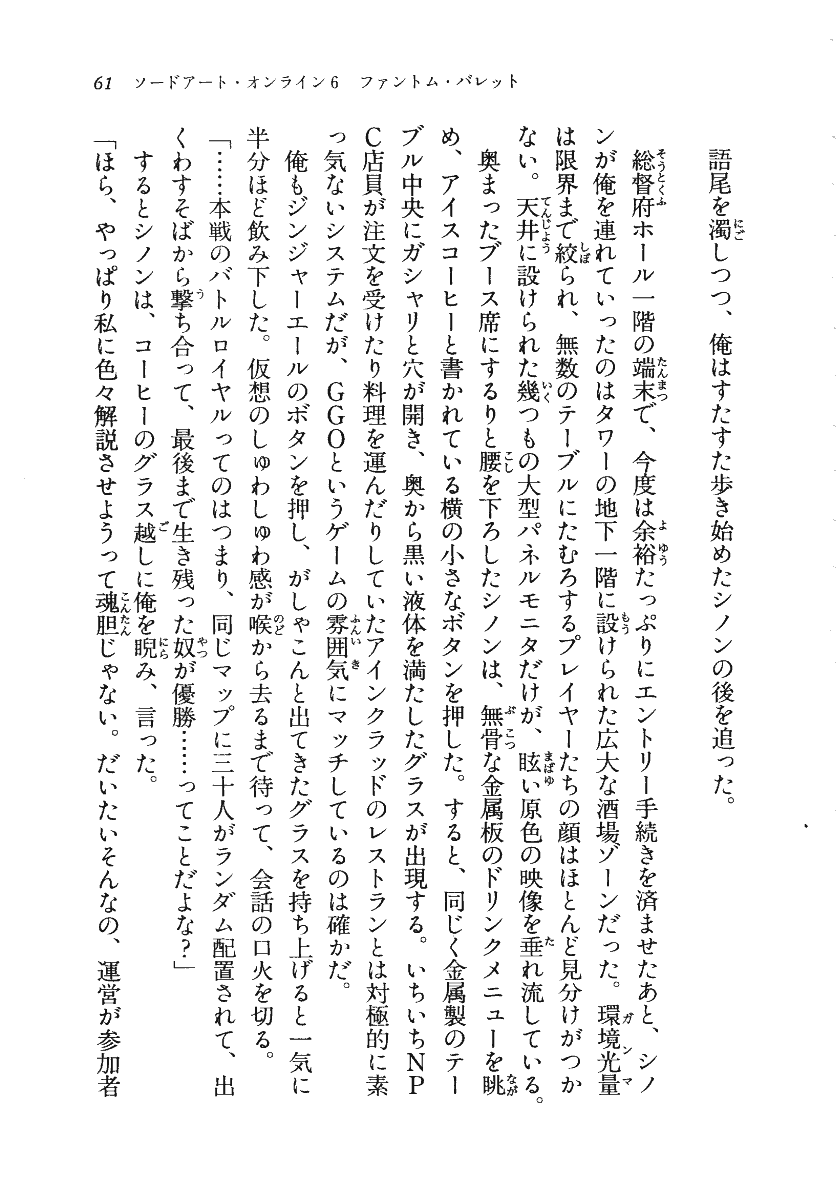 61　ソードアート・オンライン6　ファントム・バレット
語尾を濁しつつ、俺はすたすた歩き始めたシノンの後を追った。
総督府ホール一階の端末で、今度は余裕たっぷりにエントリー手続きを済ませたあと、シノ
ンが俺を連れていったのはタワーの地下一階に設けられた広大な酒場ゾーンだった。環境光量
は限界まで絞られ、無数のテーブルにたむろするプレイヤーたちの顔はほとんど見分けがつか
ない。天井に設けられた幾つもの大型パネルモニタだけが、眩い原色の映像を垂れ流している。
奥まったブース席にするりと腰を下ろしたシノンは、無骨な金属板のドリンクメニューを眺
め、アイスコーヒーと書かれている横の小さなボタンを押した。すると、同じく金属製のテー
ブル中央にガシャリと穴が開き、奥から黒い液体を満たしたグラスが出現する。いちいちNP
C店員が注文を受けたり料理を運んだりしていたアインクラッドのレストランとは対極的に素
っ気ないシステムだが、GGOというゲームの雰囲気にマッチしているのは確かだ。
俺もジンジャーエールのボタンを押し、がしゃこんと出てきたグラスを持ち上げると一気に
半分ほど飲み下した。仮想のしゅわしゅわ感が喉から去るまで待って、会話の口火を切る。
「……本戦のバトルロイヤルってのはつまり、同じマップに三十人がランダム配置されて、出
くわすそばから撃ち合って、最後まで生き残った奴が優勝……ってことだよな？」
するとシノンは、コーヒーのグラス越しに俺を睨み、言った。
「ほら、やっぱり私に色々解説させようって魂胆じゃない。だいたいそんなの、運営が参加者